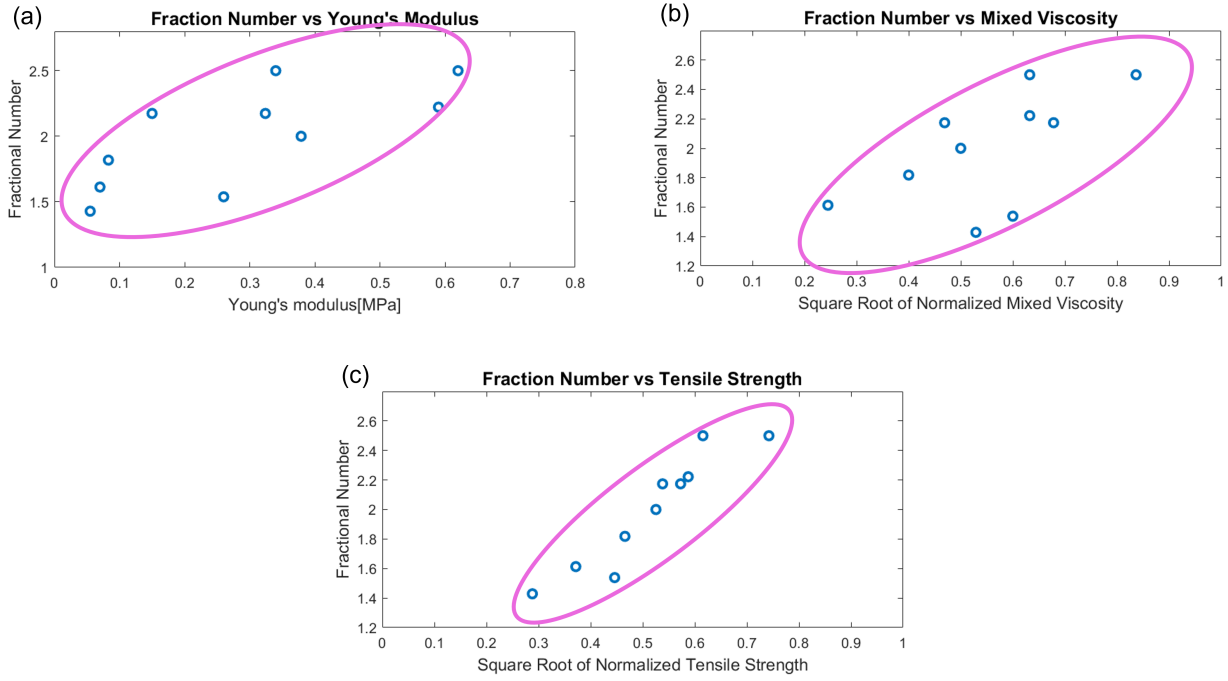 (a)
Fraction Number vs Young's Modulus
Fractional Number
2.5
2
1.5
1
0 0.1 0.2 0.3 0.4 0.5 0.6 0.7 0.8
Young's modulus[MPa]
(b)
Fraction Number vs Mixed Viscosity
Fractional Number
2.6
2.4
2.2
2
1.8
1.6
1.4
1.2
0 0.1 0.2 0.3 0.4 0.5 0.6 0.7 0.8 0.9 1
Square Root of Normalized Mixed Viscosity
(c)
Fraction Number vs Tensile Strength
Fractional Number
2.6
2.4
2.2
2
1.8
1.6
1.4
1.2
0 0.1 0.2 0.3 0.4 0.5 0.6 0.7 0.8 0.9 1
Square Root of Normalized Tensile Strength